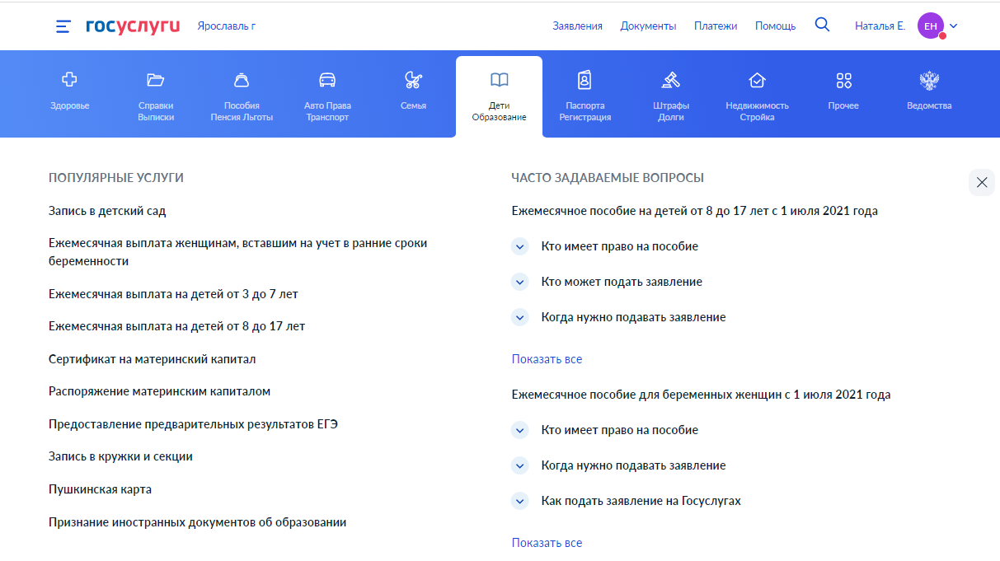 госуслуги
Ярославль г
Заявления
Документы
Платежи
Помощь
Наталья Е.
ЕН
Здоровье
Справки
Выписки
Пособия
Пенсия Льготы
Авто Права
Транспорт
Семья
Дети
Образование
Паспорта
Регистрация
Штрафы
Долги
Недвижимость
Стройка
Прочее
Ведомства
ПОПУЛЯРНЫЕ УСЛУГИ
Запись в детский сад
Ежемесячная выплата женщинам, вставшим на учет в ранние сроки
беременности
Ежемесячная выплата на детей от 3 до 7 лет
Ежемесячная выплата на детей от 8 до 17 лет
Сертификат на материнский капитал
Распоряжение материнским капиталом
Предоставление предварительных результатов ЕГЭ
Запись в кружки и секции
Пушкинская карта
Признание иностранных документов об образовании
ЧАСТО ЗАДАВАЕМЫЕ ВОПРОСЫ
Ежемесячное пособие на детей от 8 до 17 лет с 1 июля 2021 года
Кто имеет право на пособие
Кто может подать заявление
Когда нужно подавать заявление
Показать все
Ежемесячное пособие для беременных женщин с 1 июля 2021 года
Кто имеет право на пособие
Когда нужно подавать заявление
Как подать заявление на Госуслугах
Показать все